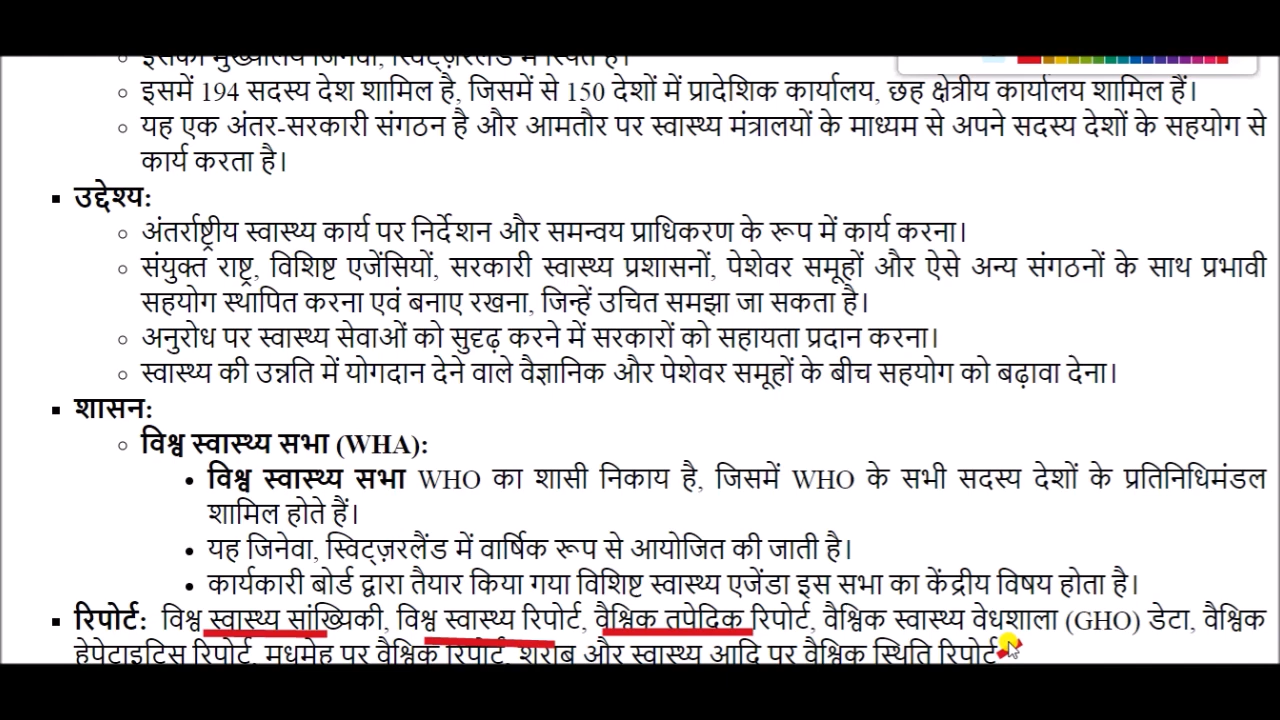 इसका मुख्यालय जिनेवा, स्विट्ज़रलैंड में स्थित है।
इसमें 194 सदस्य देश शामिल है, जिसमें से 150 देशों में प्रादेशिक कार्यालय, छह क्षेत्रीय कार्यालय शामिल हैं।
यह एक अंतर-सरकारी संगठन है और आमतौर पर स्वास्थ्य मंत्रालयों के माध्यम से अपने सदस्य देशों के सहयोग से
कार्य करता है।
उद्देश्य:
अंतर्राष्ट्रीय स्वास्थ्य कार्य पर निर्देशन और समन्वय प्राधिकरण के रूप में कार्य करना।
संयुक्त राष्ट्र, विशिष्ट एजेंसियों, सरकारी स्वास्थ्य प्रशासनों, पेशेवर समूहों और ऐसे अन्य संगठनों के साथ प्रभावी
सहयोग स्थापित करना एवं बनाए रखना, जिन्हें उचित समझा जा सकता है।
अनुरोध पर स्वास्थ्य सेवाओं को सुदृढ़ करने में सरकारों को सहायता प्रदान करना।
स्वास्थ्य की उन्नति में योगदान देने वाले वैज्ञानिक और पेशेवर समूहों के बीच सहयोग को बढ़ावा देना।
शासन:
विश्व स्वास्थ्य सभा (WHA):
विश्व स्वास्थ्य सभा WHO का शासी निकाय है, जिसमें WHO के सभी सदस्य देशों के प्रतिनिधिमंडल
शामिल होते हैं।
यह जिनेवा, स्विट्ज़रलैंड में वार्षिक रूप से आयोजित की जाती है।
कार्यकारी बोर्ड द्वारा तैयार किया गया विशिष्ट स्वास्थ्य एजेंडा इस सभा का केंद्रीय विषय होता है।
रिपोर्ट: विश्व स्वास्थ्य सांख्यिकी, विश्व स्वास्थ्य रिपोर्ट, वैश्विक तपेदिक रिपोर्ट, वैश्विक स्वास्थ्य वेधशाला (GHO) डेटा, वैश्विक
हेपेटाइटिस रिपोर्ट, मधुमेह पर वैश्विक रिपोर्ट, शराब और स्वास्थ्य आदि पर वैश्विक स्थिति रिपोर्ट